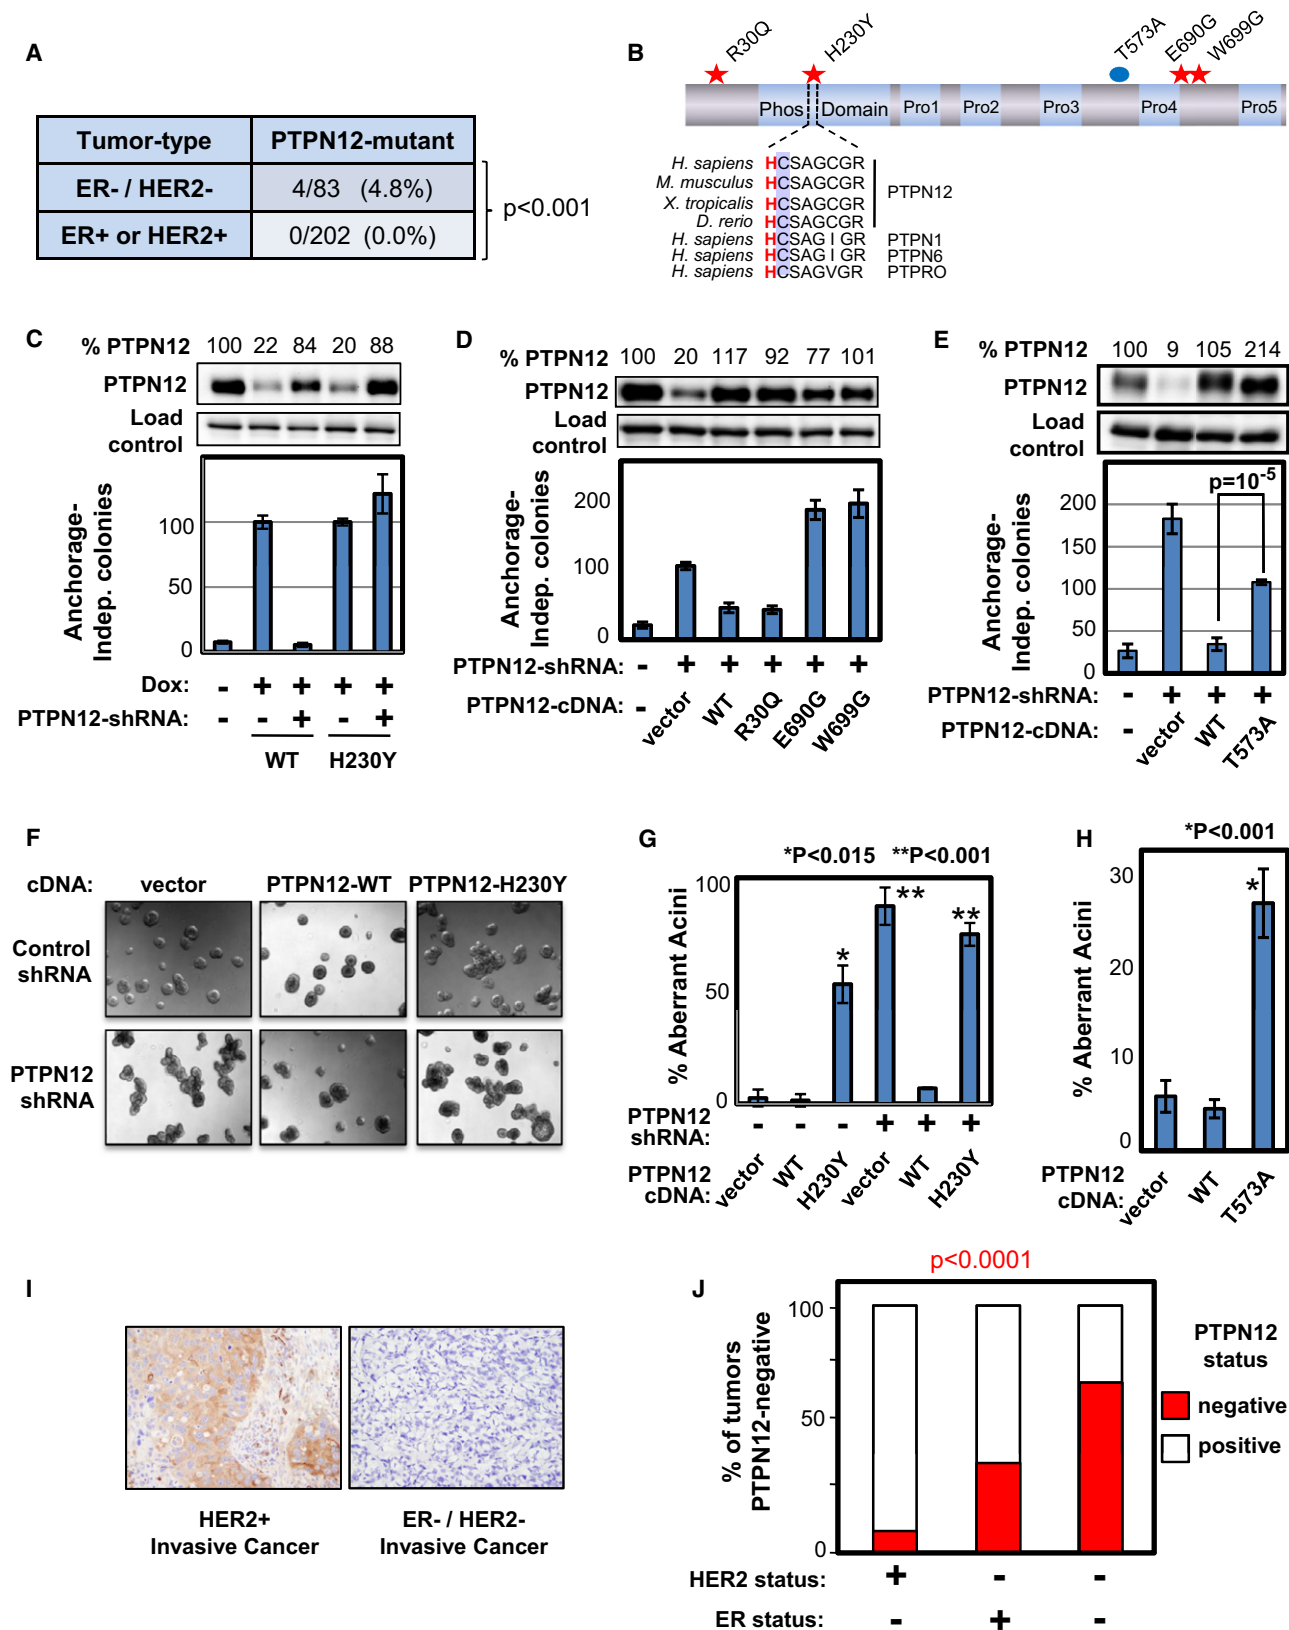 A
Tumor-type PTPN12-mutant
ER- / HER2- 4/83 (4.8%)
ER+ or HER2+ 0/202 (0.0%)
p<0.001
B
R30Q H230Y T573A E690G W699G
Phos Domain Pro1 Pro2 Pro3 Pro4 Pro5
H. sapiens HCSAGCGR
M. musculus HCSAGCGR
X. tropicalis HCSAGCGR
D. rerio HCSAGCGR
PTPN12
H. sapiens HCSAG I GR PTPN1
H. sapiens HCSAG I GR PTPN6
H. sapiens HCSAGVGR PTPRO
C
% PTPN12 100 22 84 20 88
PTPN12
Load
control
Anchorage-
Indep. colonies
100
50
0
Dox: - + + + +
PTPN12-shRNA: - - + - +
WT H230Y
D
% PTPN12 100 20 117 92 77 101
PTPN12
Load
control
Anchorage-
Indep. colonies
200
100
0
PTPN12-shRNA: - + + + + +
PTPN12-cDNA: - vector WT R30Q E690G W699G
E
% PTPN12 100 9 105 214
PTPN12
Load
control
Anchorage-
Indep. colonies
p=10-5
200
150
100
50
0
PTPN12-shRNA: - + + +
PTPN12-cDNA: - vector WT T573A
F
cDNA: vector PTPN12-WT PTPN12-H230Y
Control
shRNA
PTPN12
shRNA
G
*P<0.015 **P<0.001
% Aberrant Acini
100
50
0
* ** **
PTPN12
shRNA: - - - + + +
PTPN12
cDNA: vector WT H230Y vector WT H230Y
H
*P<0.001
% Aberrant Acini
30
20
10
0
*
PTPN12
cDNA: vector WT T573A
I
HER2+
Invasive Cancer
ER- / HER2-
Invasive Cancer
J
p<0.0001
% of tumors
PTPN12-negative
100
50
0
PTPN12
status
negative
positive
HER2 status: + - -
ER status: - + -